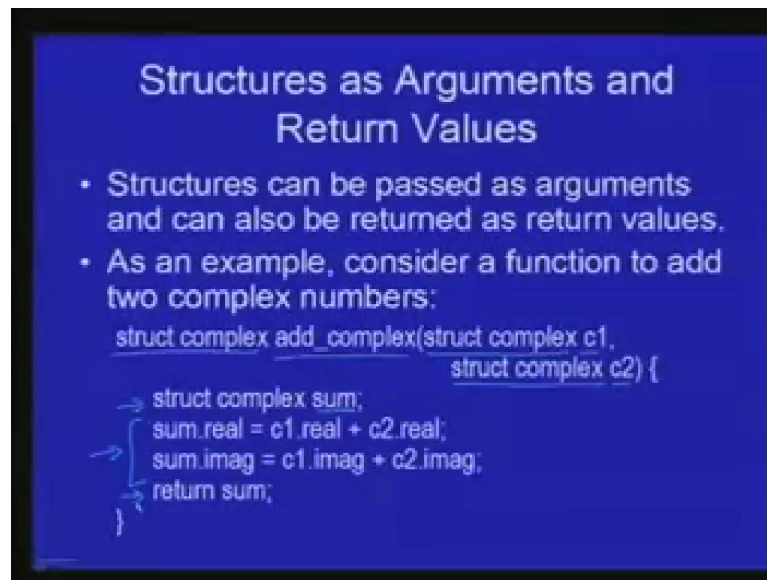 Structures as Arguments and
Return Values
• Structures can be passed as arguments
and can also be returned as return values.
• As an example, consider a function to add
two complex numbers:
struct complex add_complex(struct complex c1,
struct complex c2) {
struct complex sum;
sum.real = c1.real + c2.real;
sum.imag = c1.imag + c2.imag;
return sum;
}